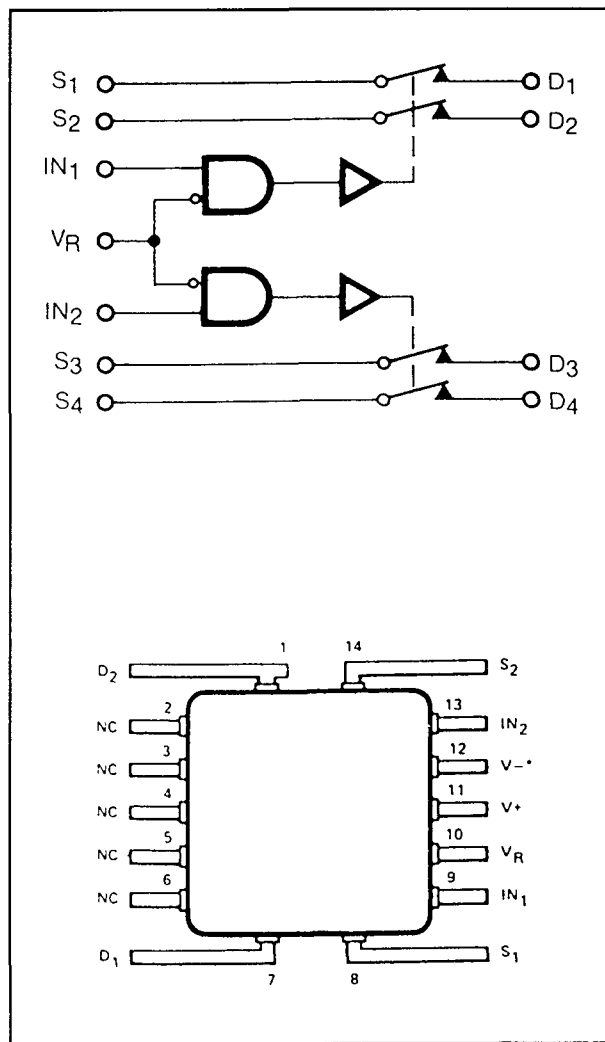 S1 D1
S2 D2
IN1
VR
IN2
S3 D3
S4 D4
1 14
D2 S2
2 13
NC IN2
3 12
NC V-*
4 11
NC V+
5 10
NC VR
6 9
NC IN1
D1 S1
7 8